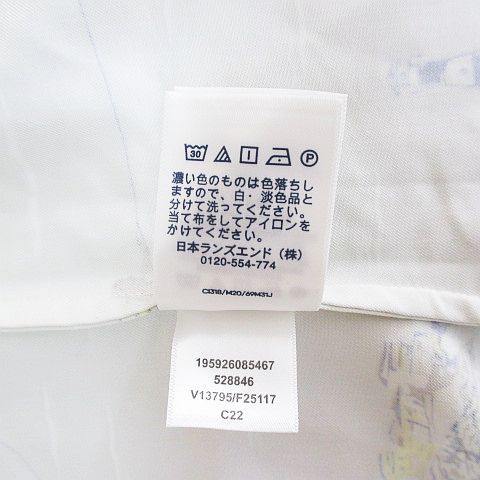 30 P
濃い色のものは色落ちし
ますので、白・淡色品と
分けて洗ってください。
当て布をしてアイロンを
かけてください。
日本ランズエンド（株）
0120-554-774
C1318/M20/69M31J
195926085467
528846
V13795/F25117
C22